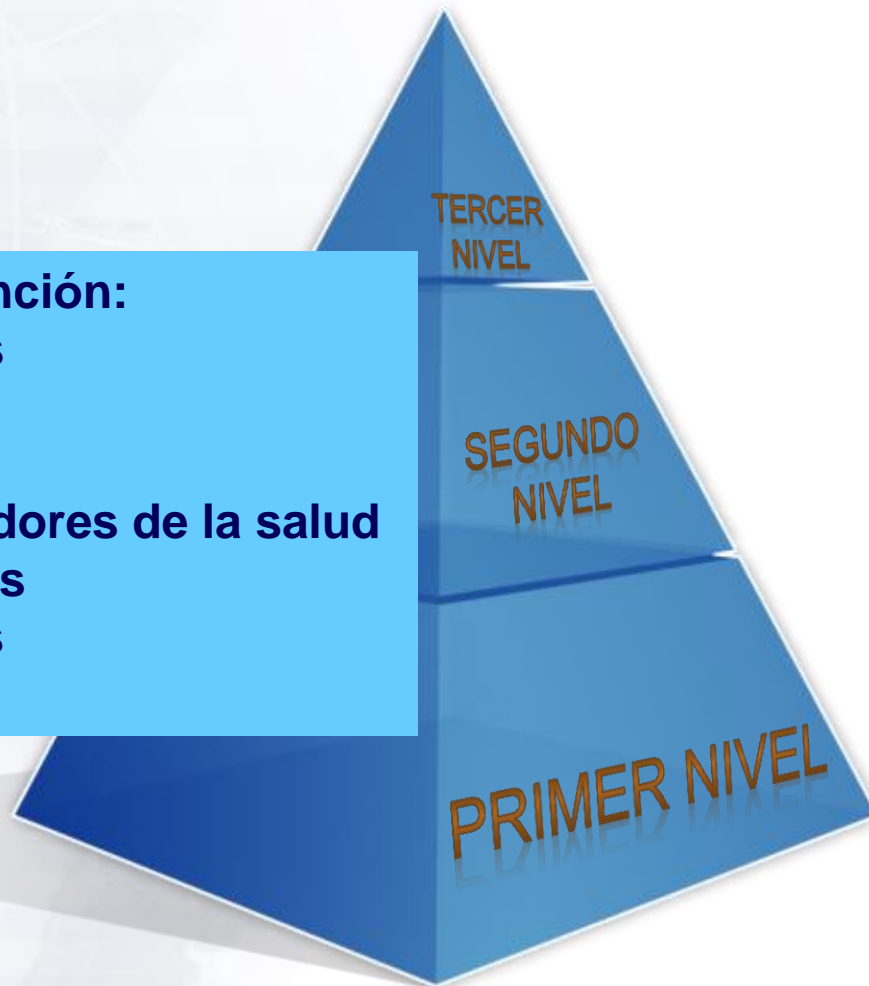 TERCER
NIVEL
nción:
s
SEGUNDO
NIVEL
dores de la salud
s
s
PRIMER NIVEL